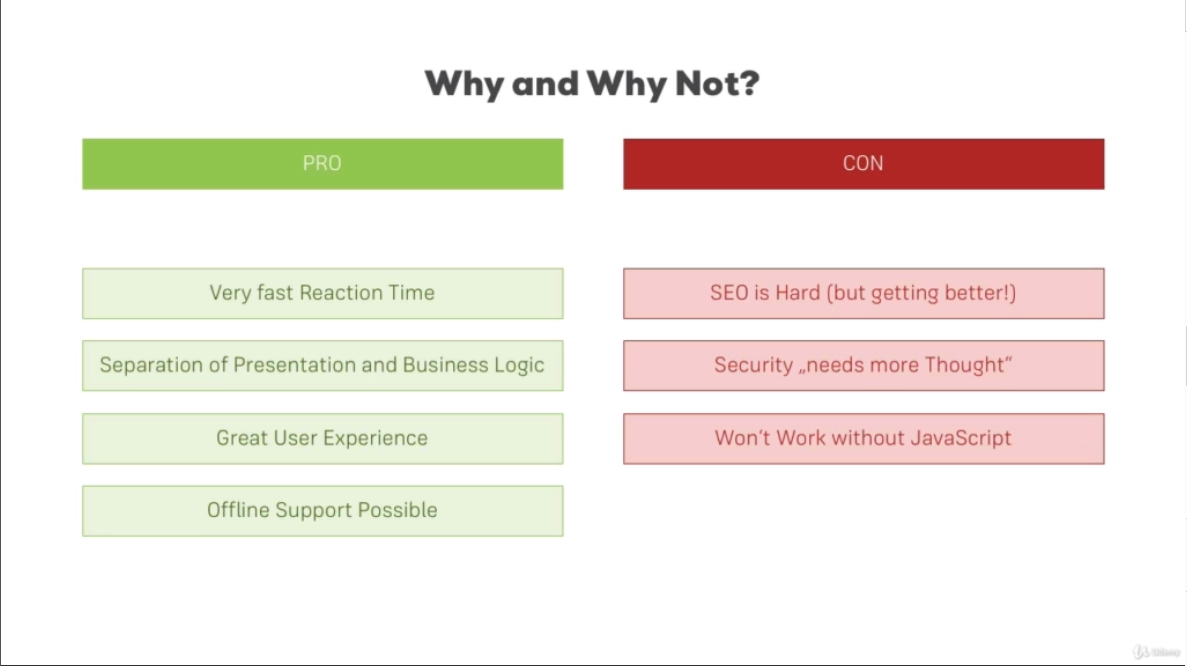 Why and Why Not?
PRO
CON
Very fast Reaction Time
SEO is Hard (but getting better!)
Separation of Presentation and Business Logic
Security „needs more Thought“
Great User Experience
Won't Work without JavaScript
Offline Support Possible
Udemy